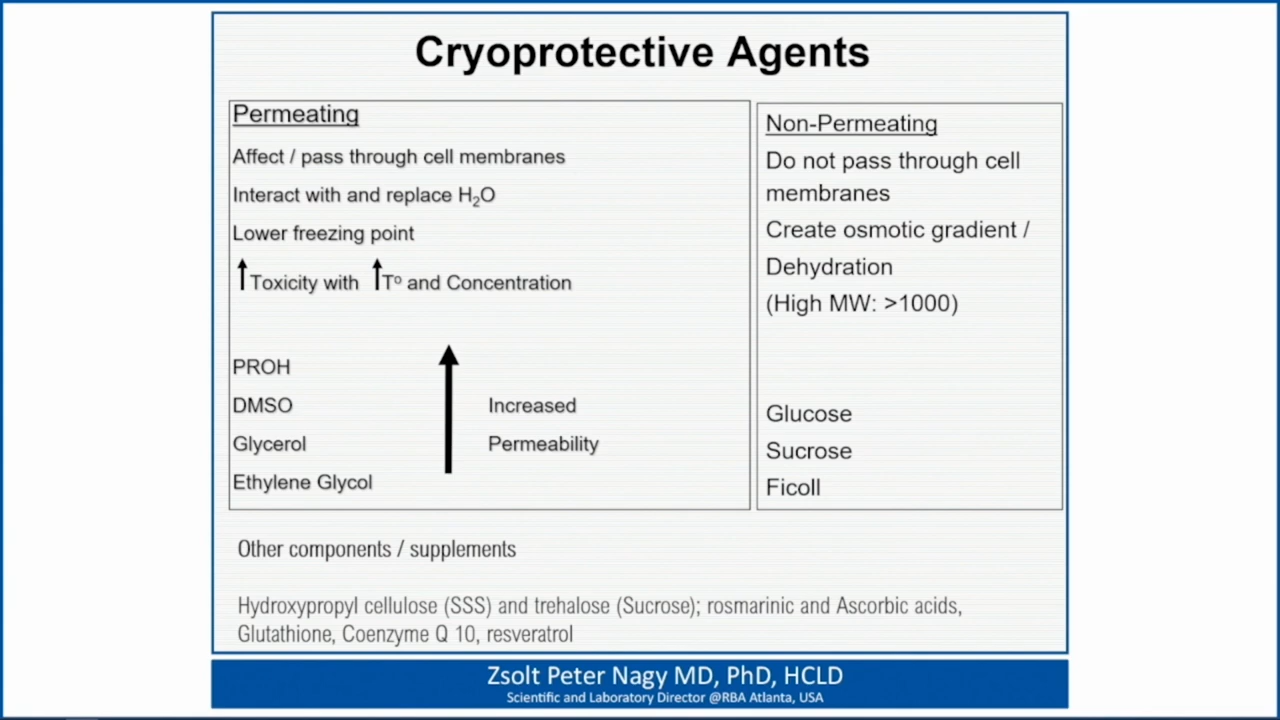 Cryoprotective Agents
Permeating
Affect / pass through cell membranes
Interact with and replace H₂O
Lower freezing point
↑Toxicity with ↑Tº and Concentration
PROH
DMSO
Glycerol
Ethylene Glycol
Increased
Permeability
Non-Permeating
Do not pass through cell
membranes
Create osmotic gradient /
Dehydration
(High MW: >1000)
Glucose
Sucrose
Ficoll
Other components / supplements
Hydroxypropyl cellulose (SSS) and trehalose (Sucrose); rosmarinic and Ascorbic acids,
Glutathione, Coenzyme Q 10, resveratrol
Zsolt Peter Nagy MD, PhD, HCLD
Scientific and Laboratory Director @RBA Atlanta, USA